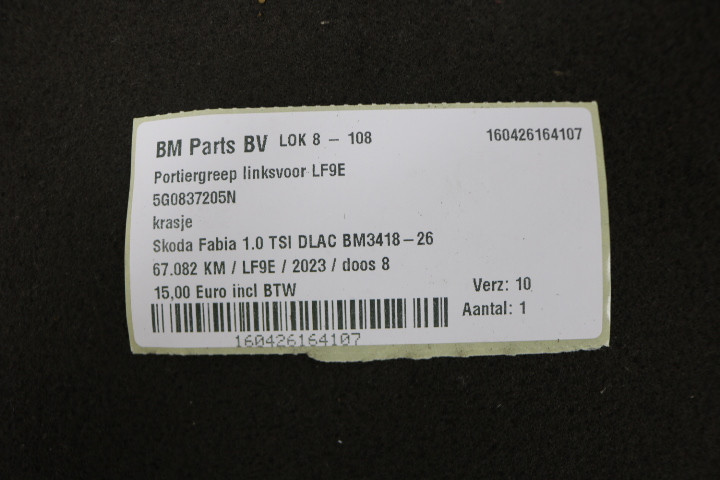 BM Parts BV LOK 8 - 108 160426164107
Portiergreep linksvoor LF9E
5G0837205N
krasje
Skoda Fabia 1.0 TSI DLAC BM3418-26
67.082 KM / LF9E / 2023 / doos 8
15,00 Euro incl BTW Verz: 10
Aantal: 1
160426164107